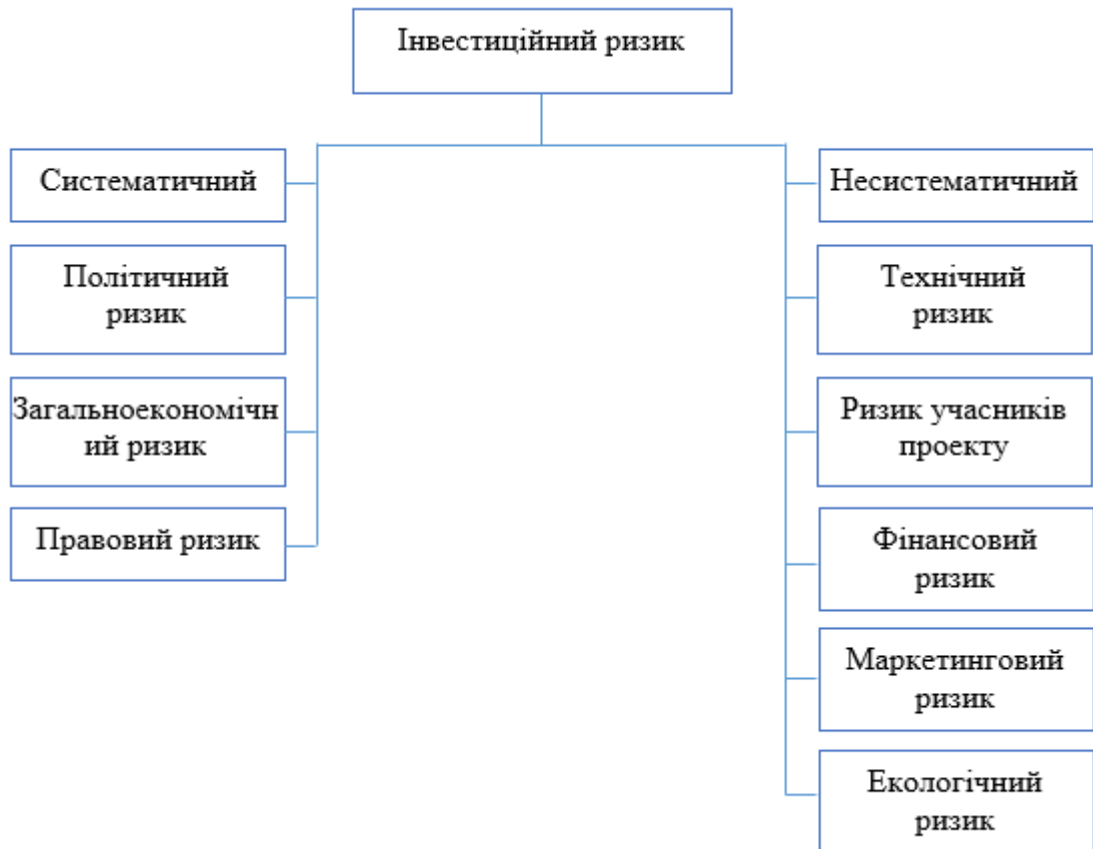 Інвестиційний ризик
Систематичний
Політичний
ризик
Загальноекономічн
ий ризик
Правовий ризик
Несистематичний
Технічний
ризик
Ризик учасників
проекту
Фінансовий
ризик
Маркетинговий
ризик
Екологічний
ризик